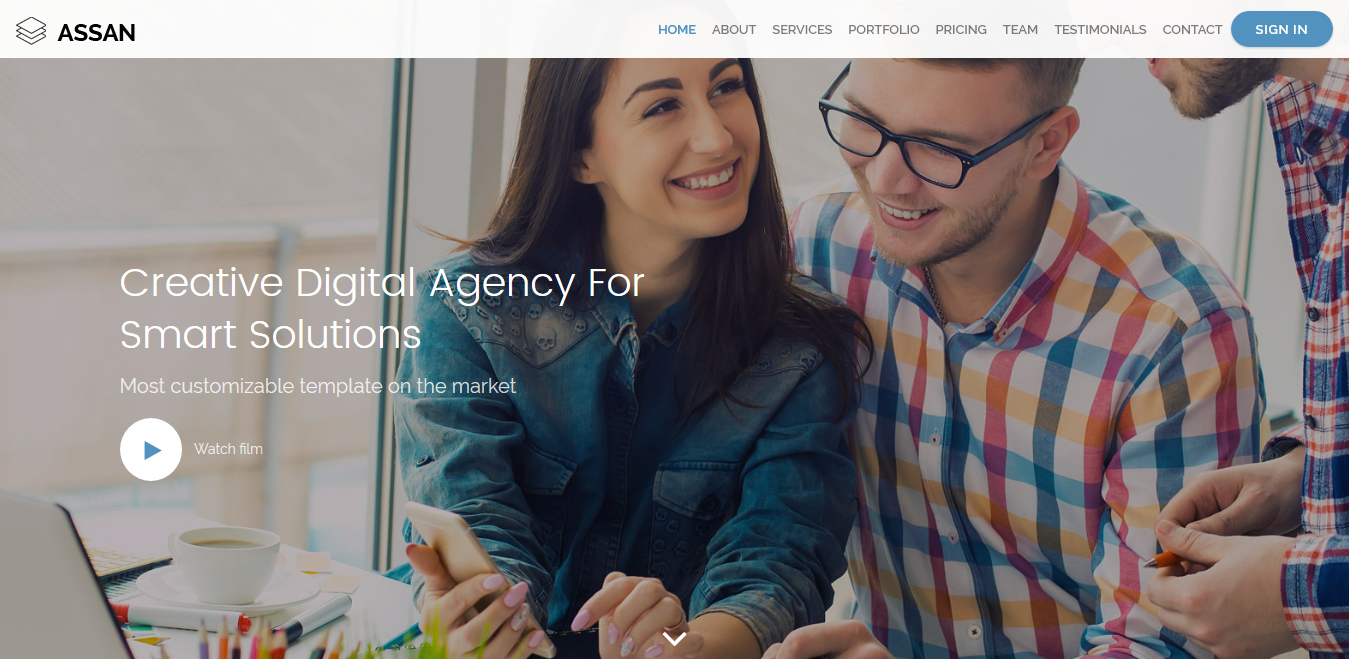 ASSAN
HOME ABOUT SERVICES PORTFOLIO PRICING TEAM TESTIMONIALS CONTACT SIGN IN
Creative Digital Agency For
Smart Solutions
Most customizable template on the market
Watch film